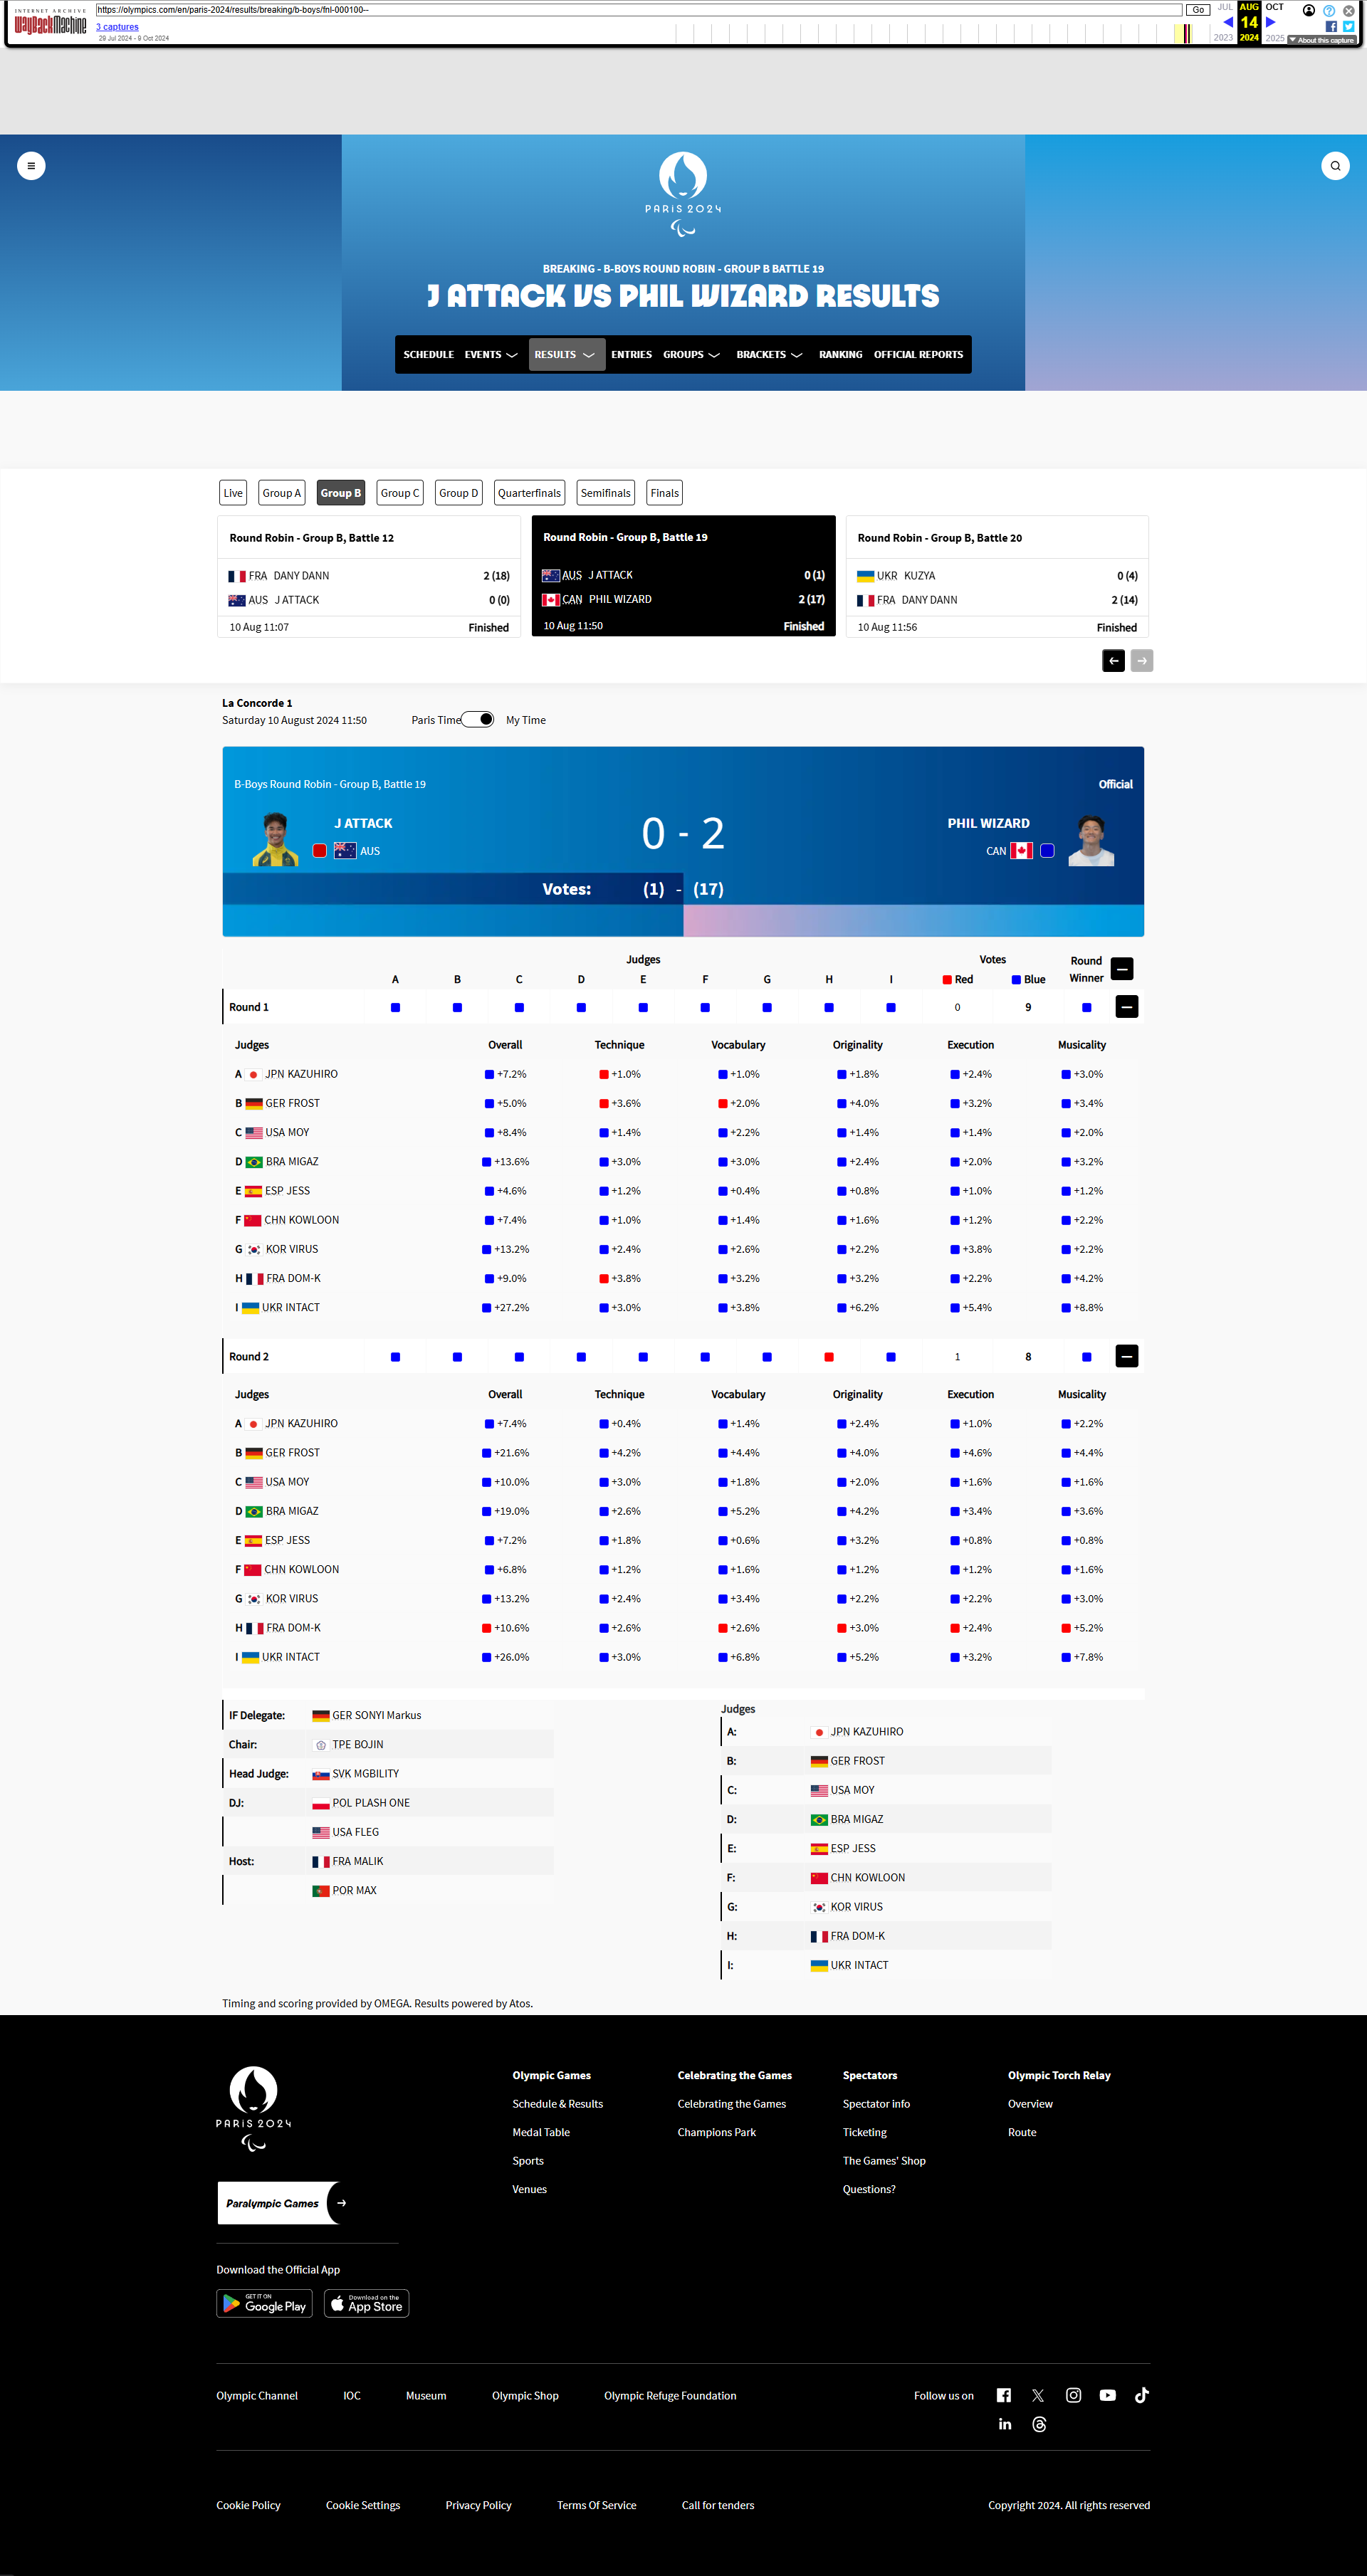 INTERNET ARCHIVE
WayBackMachine
https://olympics.com/en/paris-2024/results/breaking/b-boys/fnl-000100--
Go
JUL AUG OCT
3 captures
14
29 Jul 2024 - 9 Oct 2024
2023 2024 2025
About this capture
PARIS 2024
BREAKING - B-BOYS ROUND ROBIN - GROUP B BATTLE 19
J ATTACK VS PHIL WIZARD RESULTS
SCHEDULE EVENTS RESULTS ENTRIES GROUPS BRACKETS RANKING OFFICIAL REPORTS
Live Group A Group B Group C Group D Quarterfinals Semifinals Finals
Round Robin - Group B, Battle 12
FRA DANY DANN 2 (18)
AUS J ATTACK 0 (0)
10 Aug 11:07 Finished
Round Robin - Group B, Battle 19
AUS J ATTACK 0 (1)
CAN PHIL WIZARD 2 (17)
10 Aug 11:50 Finished
Round Robin - Group B, Battle 20
UKR KUZYA 0 (4)
FRA DANY DANN 2 (14)
10 Aug 11:56 Finished
La Concorde 1
Saturday 10 August 2024 11:50 Paris Time My Time
B-Boys Round Robin - Group B, Battle 19 Official
J ATTACK 0 - 2 PHIL WIZARD
AUS CAN
Votes: (1) - (17)
Judges Votes Round Winner
A B C D E F G H I Red Blue
Round 1 0 9
Judges Overall Technique Vocabulary Originality Execution Musicality
A JPN KAZUHIRO +7.2% +1.0% +1.0% +1.8% +2.4% +3.0%
B GER FROST +5.0% +3.6% +2.0% +4.0% +3.2% +3.4%
C USA MOY +8.4% +1.4% +2.2% +1.4% +1.4% +2.0%
D BRA MIGAZ +13.6% +3.0% +3.0% +2.4% +2.0% +3.2%
E ESP JESS +4.6% +1.2% +0.4% +0.8% +1.0% +1.2%
F CHN KOWLOON +7.4% +1.0% +1.4% +1.6% +1.2% +2.2%
G KOR VIRUS +13.2% +2.4% +2.6% +2.2% +3.8% +2.2%
H FRA DOM-K +9.0% +3.8% +3.2% +3.2% +2.2% +4.2%
I UKR INTACT +27.2% +3.0% +3.8% +6.2% +5.4% +8.8%
Round 2 1 8
Judges Overall Technique Vocabulary Originality Execution Musicality
A JPN KAZUHIRO +7.4% +0.4% +1.4% +2.4% +1.0% +2.2%
B GER FROST +21.6% +4.2% +4.4% +4.0% +4.6% +4.4%
C USA MOY +10.0% +3.0% +1.8% +2.0% +1.6% +1.6%
D BRA MIGAZ +19.0% +2.6% +5.2% +4.2% +3.4% +3.6%
E ESP JESS +7.2% +1.8% +0.6% +3.2% +0.8% +0.8%
F CHN KOWLOON +6.8% +1.2% +1.6% +1.2% +1.2% +1.6%
G KOR VIRUS +13.2% +2.4% +3.4% +2.2% +2.2% +3.0%
H FRA DOM-K +10.6% +2.6% +2.6% +3.0% +2.4% +5.2%
I UKR INTACT +26.0% +3.0% +6.8% +5.2% +3.2% +7.8%
IF Delegate: GER SONYI Markus
Chair: TPE BOJIN
Head Judge: SVK MGBILITY
DJ: POL PLASH ONE
USA FLEG
Host: FRA MALIK
POR MAX
Judges
A: JPN KAZUHIRO
B: GER FROST
C: USA MOY
D: BRA MIGAZ
E: ESP JESS
F: CHN KOWLOON
G: KOR VIRUS
H: FRA DOM-K
I: UKR INTACT
Timing and scoring provided by OMEGA. Results powered by Atos.
PARIS 2024
Paralympic Games
Download the Official App
GET IT ON Google Play
Download on the App Store
Olympic Games
Schedule & Results
Medal Table
Sports
Venues
Celebrating the Games
Celebrating the Games
Champions Park
Spectators
Spectator info
Ticketing
The Games' Shop
Questions?
Olympic Torch Relay
Overview
Route
Olympic Channel IOC Museum Olympic Shop Olympic Refuge Foundation Follow us on
Cookie Policy Cookie Settings Privacy Policy Terms Of Service Call for tenders Copyright 2024. All rights reserved